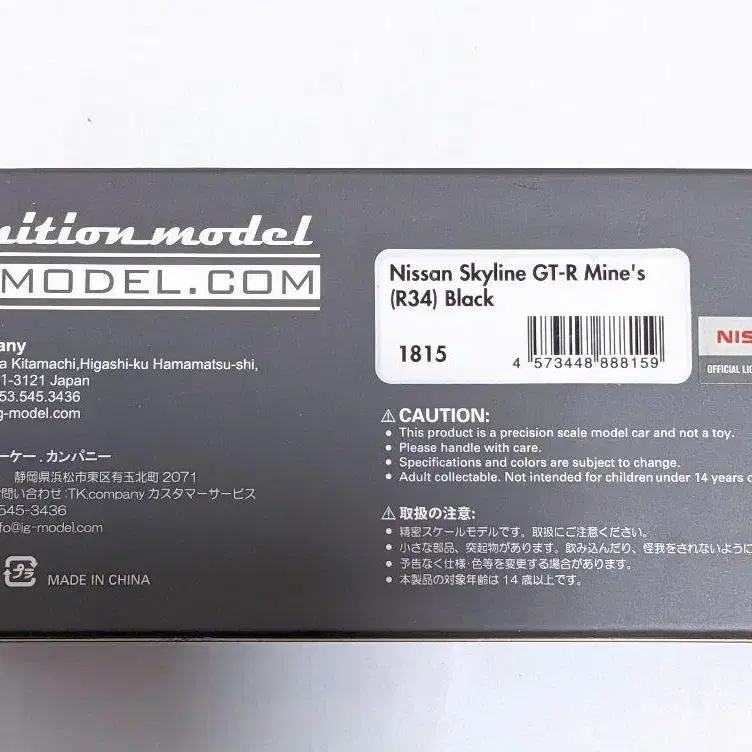 nition model
MODEL.COM
any
a Kitamachi,Higashi-ku Hamamatsu-shi,
1-3121 Japan
53.545.3436
g-model.com
ーケー.カンパニー
静岡県浜松市東区有玉北町 2071
問い合わせ:TK.company カスタマーサービス
545-3436
fo@ig-model.com
プラ
MADE IN CHINA
Nissan Skyline GT-R Mine's
(R34) Black
1815
4 573448 888159
NIS
OFFICIAL LIC
⚠ CAUTION:
• This product is a precision scale model car and not a toy.
• Please handle with care.
• Specifications and colors are subject to change.
• Adult collectable. Not intended for children under 14 years o
⚠ 取扱の注意:
• 精密スケールモデルです。取扱にご注意ください。
• 小さな部品、突起物があります。飲み込んだり、怪我をされないように
• 予告なく仕様・色等を変更する場合があります。
• 本製品の対象年齢は 14 歳以上です。